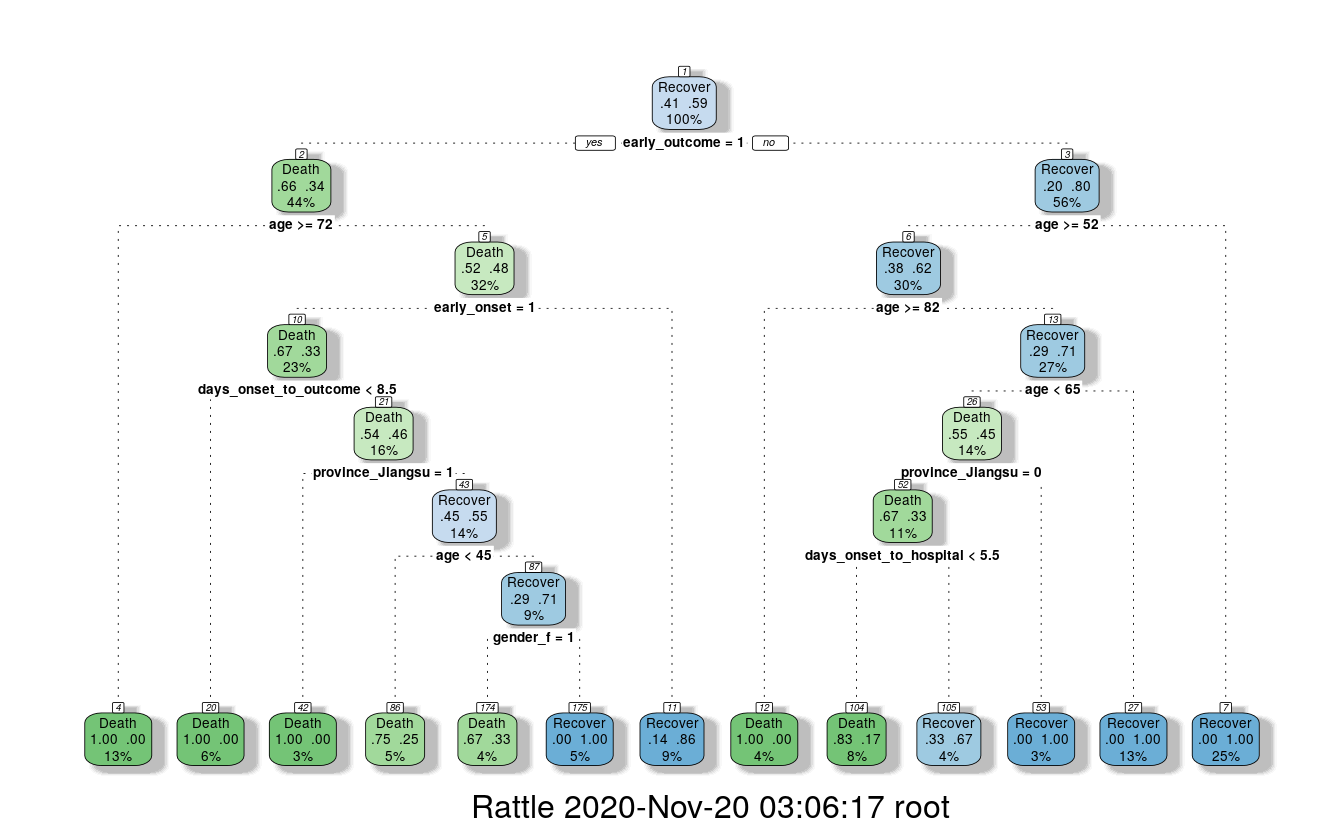 1
Recover
.41 .59
100%
yes early_outcome = 1 no
2
Death
.66 .34
44%
3
Recover
.20 .80
56%
age >= 72
age >= 52
5
Death
.52 .48
32%
6
Recover
.38 .62
30%
early_onset = 1
age >= 82
10
Death
.67 .33
23%
13
Recover
.29 .71
27%
days_onset_to_outcome < 8.5
age < 65
21
Death
.54 .46
16%
26
Death
.55 .45
14%
province_Jiangsu = 1
province_Jiangsu = 0
43
Recover
.45 .55
14%
52
Death
.67 .33
11%
age < 45
days_onset_to_hospital < 5.5
87
Recover
.29 .71
9%
gender_f = 1
4
Death
1.00 .00
13%
20
Death
1.00 .00
6%
42
Death
1.00 .00
3%
86
Death
.75 .25
5%
174
Death
.67 .33
4%
175
Recover
.00 1.00
5%
11
Recover
.14 .86
9%
12
Death
1.00 .00
4%
104
Death
.83 .17
8%
105
Recover
.33 .67
4%
53
Recover
.00 1.00
3%
27
Recover
.00 1.00
13%
7
Recover
.00 1.00
25%
Rattle 2020-Nov-20 03:06:17 root